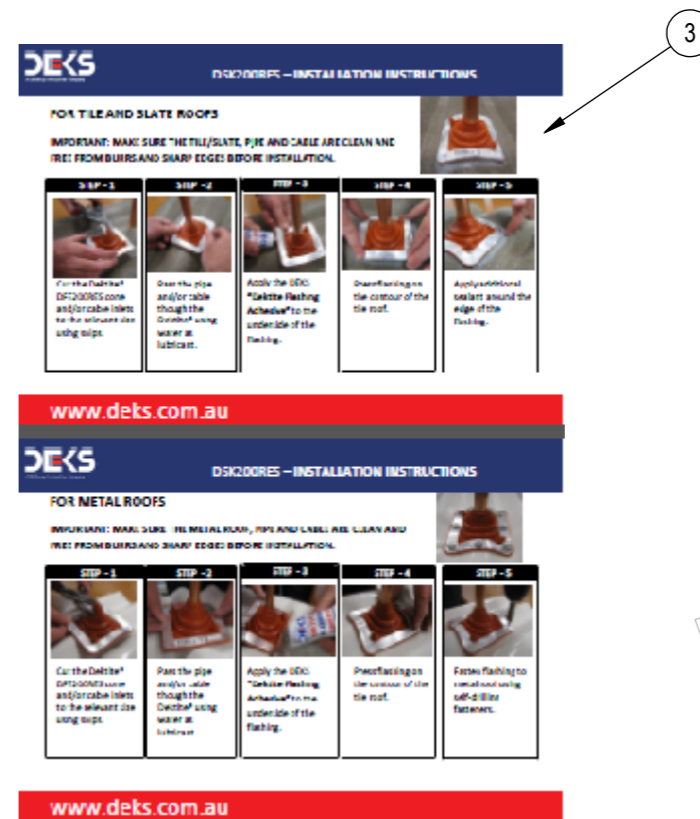 3
DEKS
DSK200RES – INSTALLATION INSTRUCTIONS
FOR TILE AND SLATE ROOFS
IMPORTANT: MAKE SURE THE TILE/SLATE, PIPE AND CABLE ARE CLEAN AND
FREE FROM BURRS AND SHARP EDGES BEFORE INSTALLATION.
STEP - 1
STEP - 2
STEP - 3
STEP - 4
STEP - 5
Cut the Dektite®
DFE200RES cone
and/or cable inlets
to the relevant size
using snips.
Pass the pipe
and/or cable
though the
Dektite® using
water as
lubricant.
Apply the DEKS
"Dektite Flashing
Adhesive" to the
underside of the
flashing.
Press flashing on
the contour of the
tile roof.
Apply additional
sealant around the
edge of the
flashing.
www.deks.com.au
DEKS
DSK200RES – INSTALLATION INSTRUCTIONS
FOR METAL ROOFS
IMPORTANT: MAKE SURE THE METAL ROOF, PIPE AND CABLE ARE CLEAN AND
FREE FROM BURRS AND SHARP EDGES BEFORE INSTALLATION.
STEP - 1
STEP - 2
STEP - 3
STEP - 4
STEP - 5
Cut the Dektite®
DFE200RES cone
and/or cable inlets
to the relevant size
using snips.
Pass the pipe
and/or cable
though the
Dektite® using
water as
lubricant
Apply the DEKS
"Dektite Flashing
Adhesive" to the
underside of the
flashing.
Press flashing on
the contour of the
tile roof.
Fasten flashing to
metal roof using
self-drilling
fasteners.
www.deks.com.au